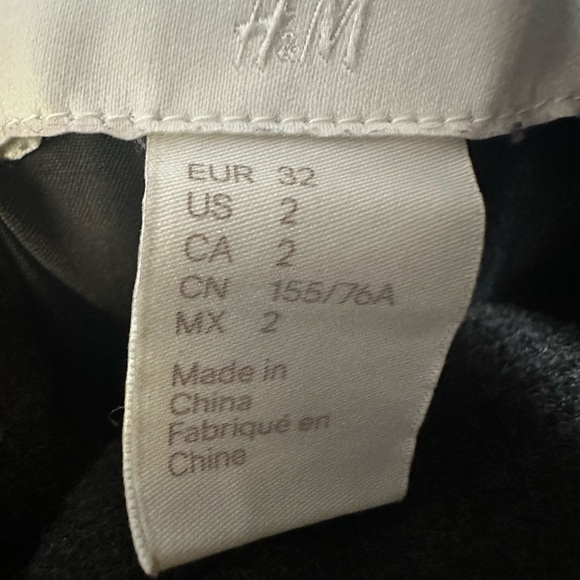 H&M
EUR 32
US 2
CA 2
CN 155/76A
MX 2
Made in
China
Fabriqué en
Chine